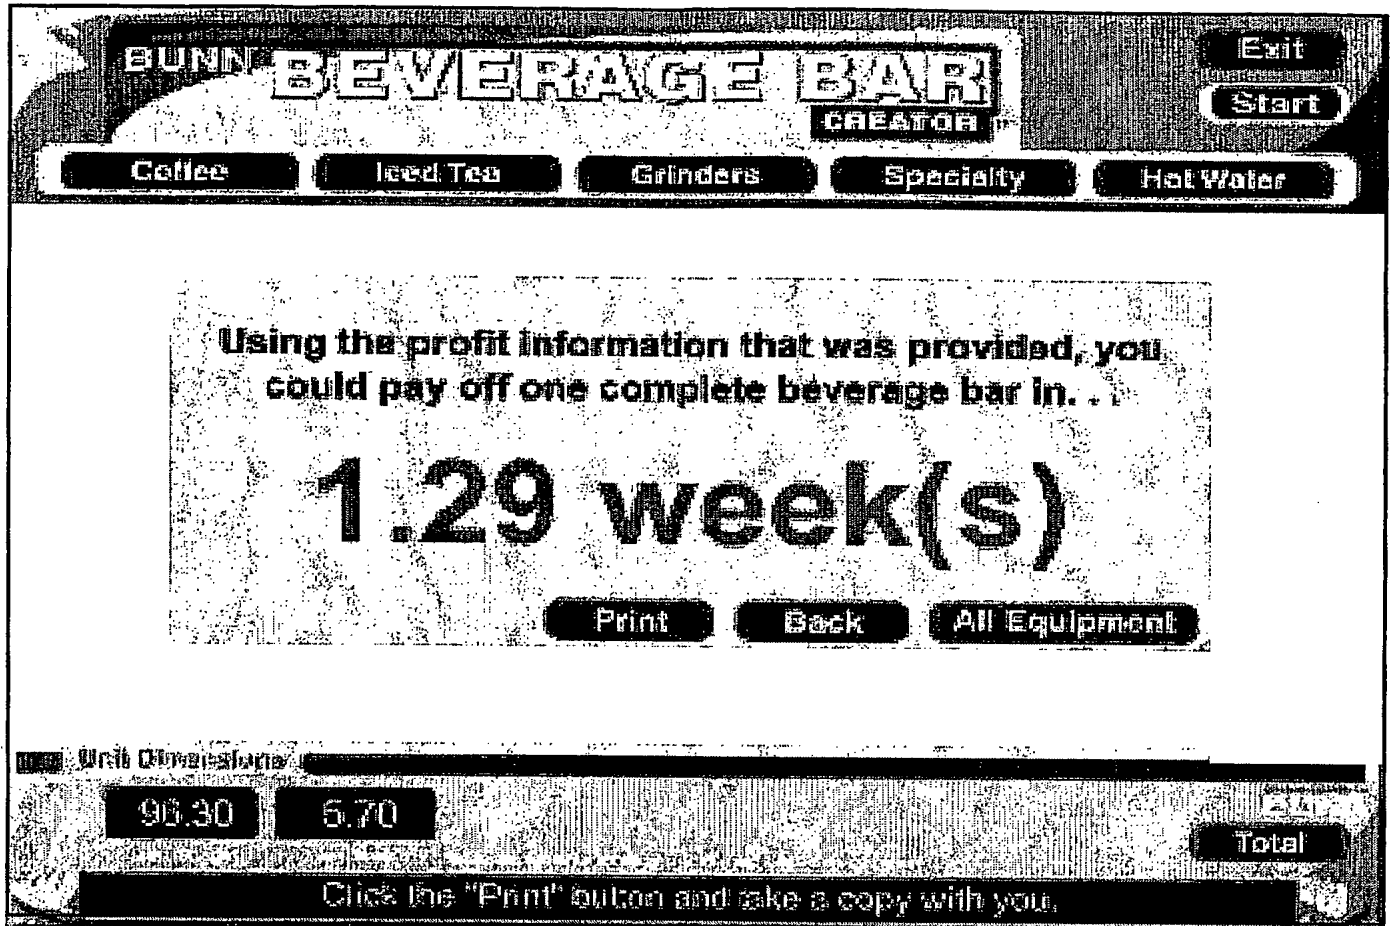 BUNN
BEVERAGE BAR
CREATOR
Exit
Start
Coffee
Iced Tea
Grinders
Specialty
Hot Water
Using the profit information that was provided, you
could pay off one complete beverage bar in. . .
1.29 week(s)
Print
Back
All Equipment
Unit Dimensions
96.30
5.70
Total
Click the "Print" button and take a copy with you.